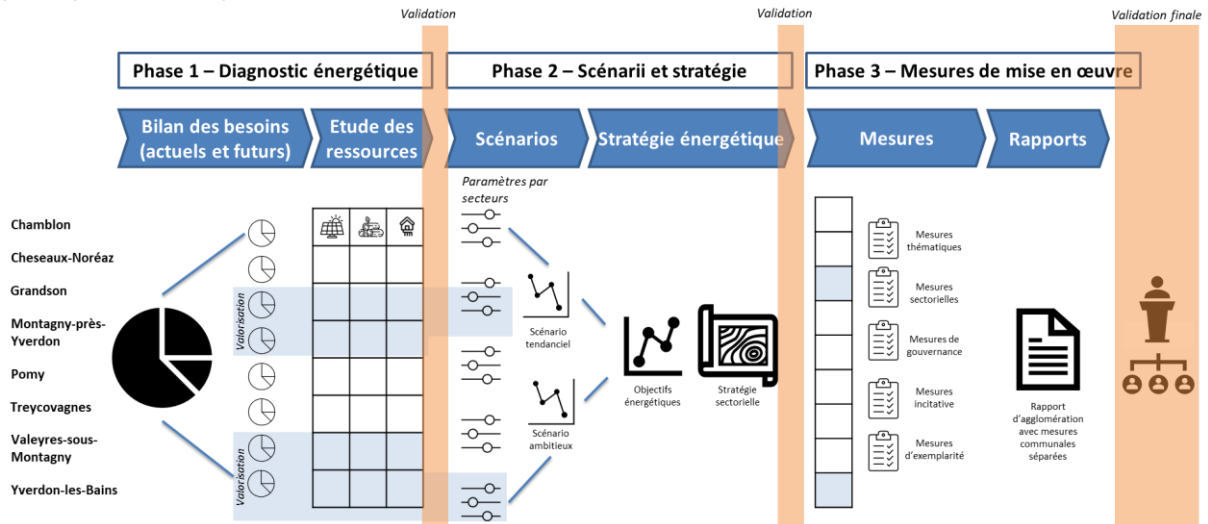 Validation
Validation
Validation finale
Phase 1 – Diagnostic énergétique
Phase 2 – Scénarii et stratégie
Phase 3 – Mesures de mise en œuvre
Bilan des besoins
(actuels et futurs)
Etude des
ressources
Scénarios
Stratégie énergétique
Mesures
Rapports
Chamblon
Cheseaux-Noréaz
Grandson
Montagny-près-
Yverdon
Pomy
Treycovagnes
Valeyres-sous-
Montagny
Yverdon-les-Bains
Valorisation
Valorisation
Paramètres par
secteurs
Scénario
tendanciel
Scénario
ambitieux
Objectifs
énergétiques
Stratégie
sectorielle
Mesures
thématiques
Mesures
sectorielles
Mesures de
gouvernance
Mesures
incitative
Mesures
d'exemplarité
Rapport
d'agglomération
avec mesures
communales
séparées